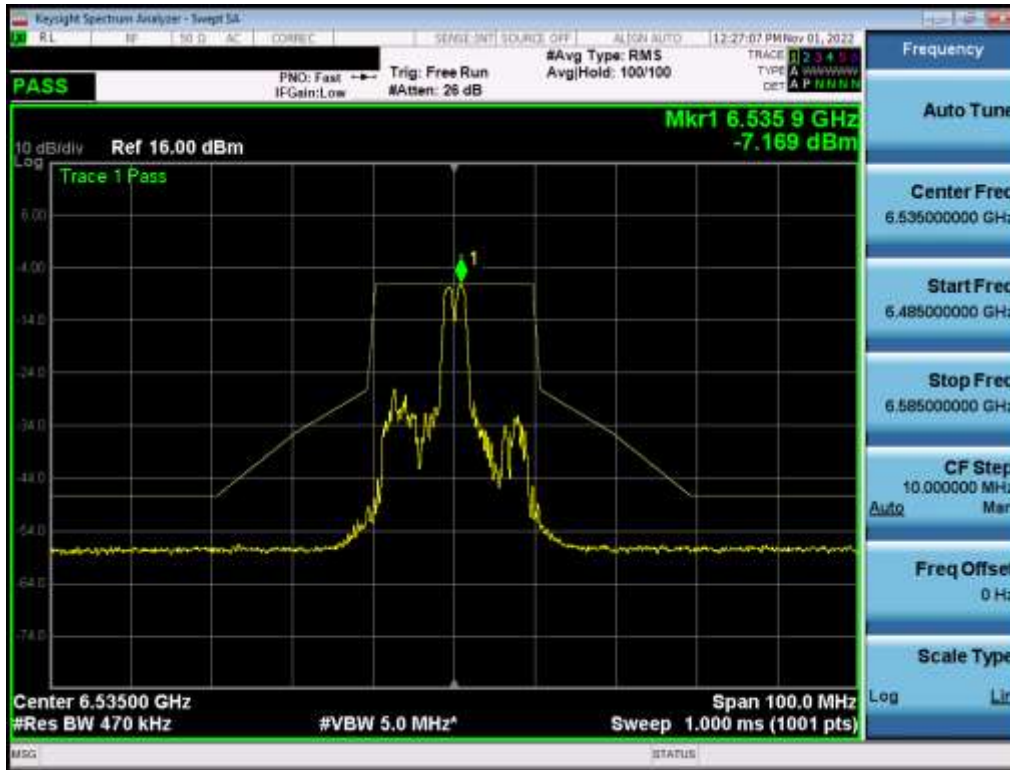 Keysight Spectrum Analyzer - Swept SA
RL RF 50 Ω AC CORREC SENSE:INT SOURCE OFF ALIGN AUTO 12:27:07 PM Nov 01, 2022
Frequency
PASS
PNO: Fast
IFGain:Low
Trig: Free Run
#Atten: 26 dB
#Avg Type: RMS
Avg|Hold: 100/100
TRACE 1 2 3 4 5 6
TYPE A WWWWW
DET A P N N N N
Auto Tune
Mkr1 6.535 9 GHz
-7.169 dBm
10 dB/div
Log
Ref 16.00 dBm
Trace 1 Pass
6.00
-4.00
-14.0
-24.0
-34.0
-44.0
-54.0
-64.0
-74.0
1
Center Freq
6.535000000 GHz
Start Freq
6.485000000 GHz
Stop Freq
6.585000000 GHz
CF Step
10.000000 MHz
Auto Man
Freq Offset
0 Hz
Scale Type
Log Lin
Center 6.53500 GHz
Span 100.0 MHz
#Res BW 470 kHz
#VBW 5.0 MHz*
Sweep 1.000 ms (1001 pts)
MSG
STATUS